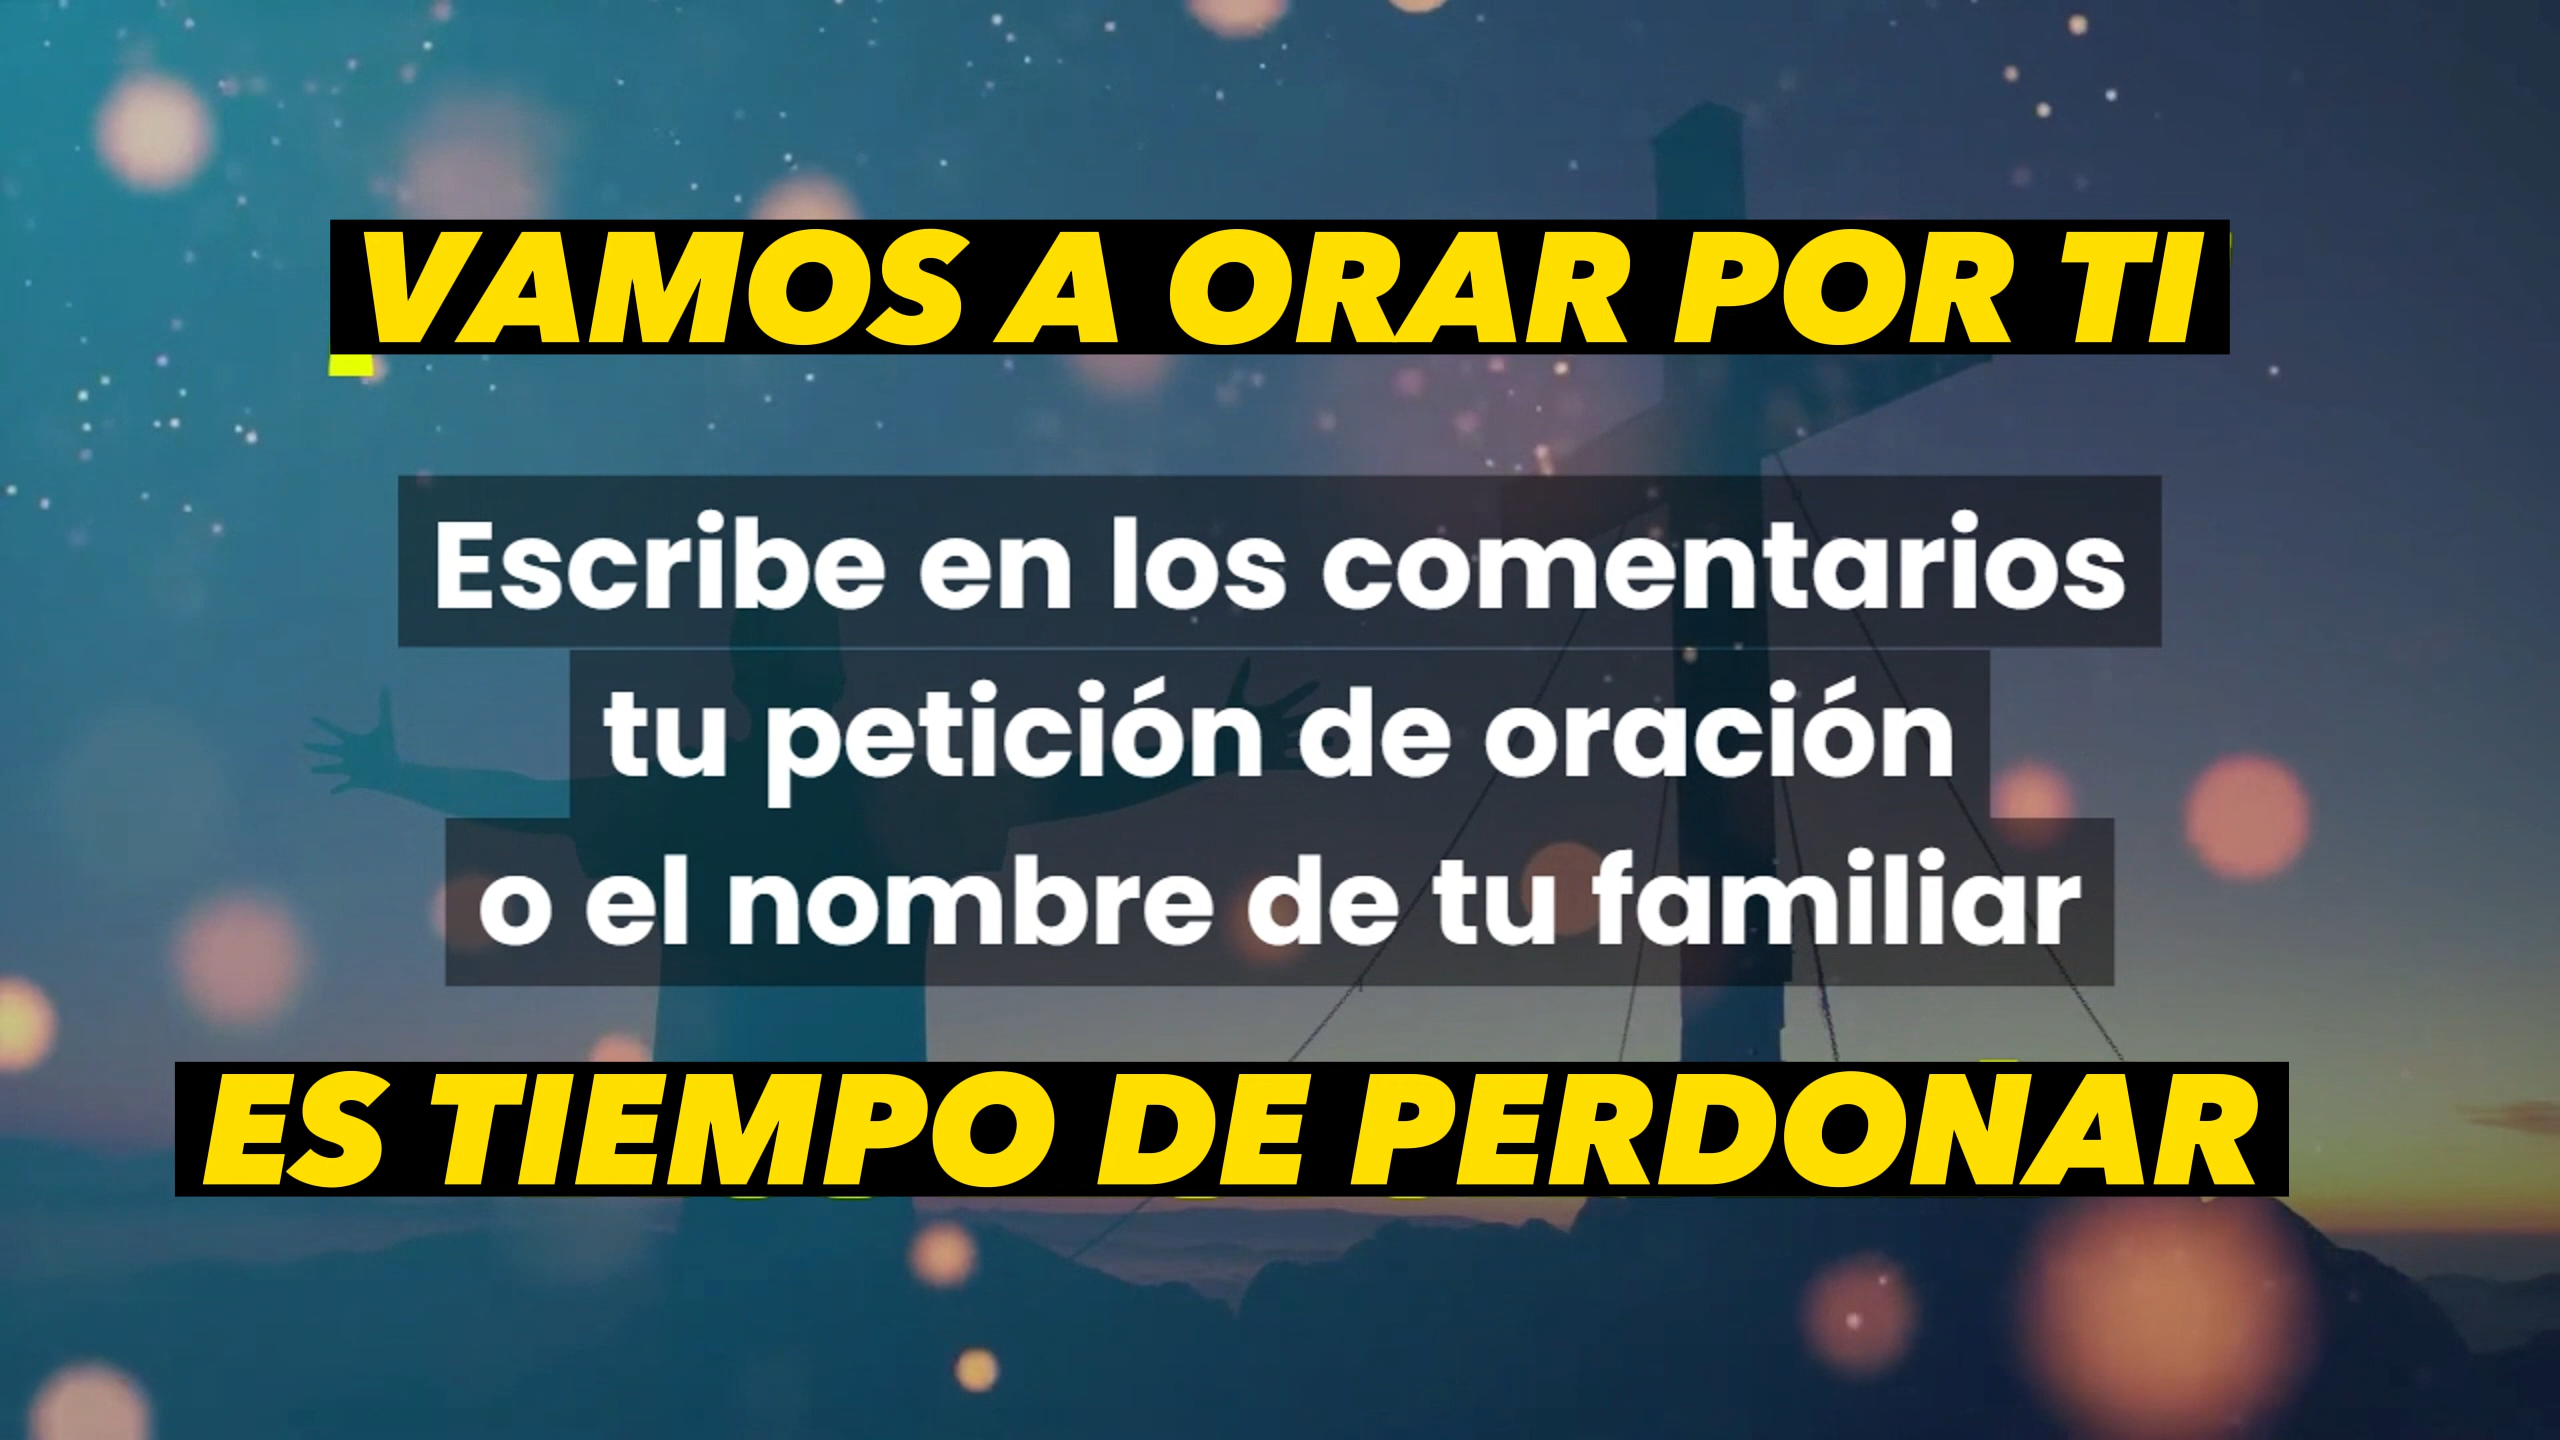 VAMOS A ORAR POR TI
Escribe en los comentarios
tu petición de oración
o el nombre de tu familiar
ES TIEMPO DE PERDONAR